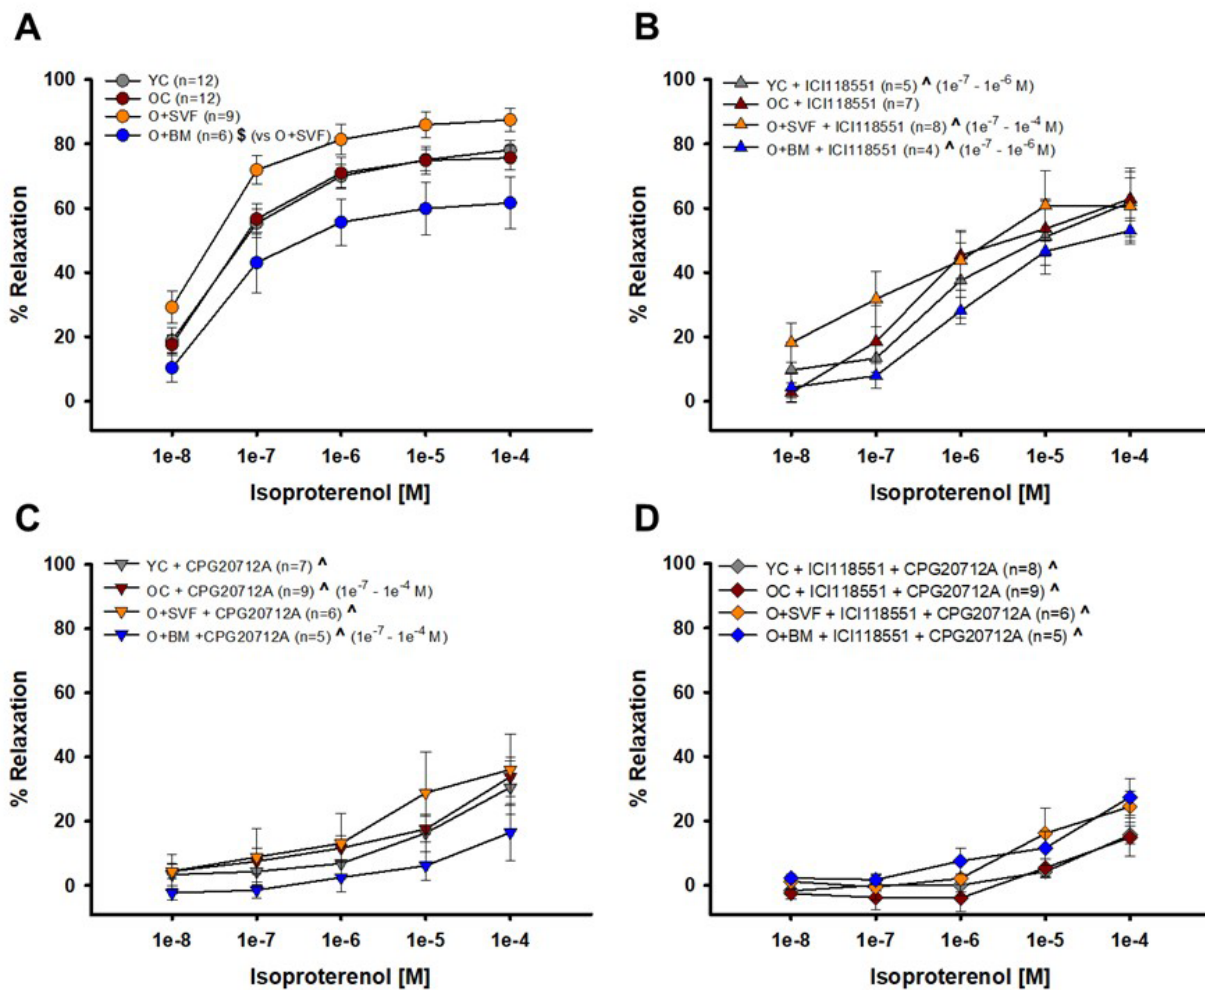 A
YC (n=12)
OC (n=12)
O+SVF (n=9)
O+BM (n=6) $ (vs O+SVF)
100
80
60
40
20
0
% Relaxation
1e-8 1e-7 1e-6 1e-5 1e-4
Isoproterenol [M]
B
YC + ICI118551 (n=5) ^ (1e⁻⁷ - 1e⁻⁶ M)
OC + ICI118551 (n=7)
O+SVF + ICI118551 (n=8) ^ (1e⁻⁷ - 1e⁻⁴ M)
O+BM + ICI118551 (n=4) ^ (1e⁻⁷ - 1e⁻⁶ M)
100
80
60
40
20
0
% Relaxation
1e-8 1e-7 1e-6 1e-5 1e-4
Isoproterenol [M]
C
YC + CPG20712A (n=7) ^
OC + CPG20712A (n=9) ^ (1e⁻⁷ - 1e⁻⁴ M)
O+SVF + CPG20712A (n=6) ^
O+BM +CPG20712A (n=5) ^ (1e⁻⁷ - 1e⁻⁴ M)
100
80
60
40
20
0
% Relaxation
1e-8 1e-7 1e-6 1e-5 1e-4
Isoproterenol [M]
D
YC + ICI118551 + CPG20712A (n=8) ^
OC + ICI118551 + CPG20712A (n=9) ^
O+SVF + ICI118551 + CPG20712A (n=6) ^
O+BM + ICI118551 + CPG20712A (n=5) ^
100
80
60
40
20
0
% Relaxation
1e-8 1e-7 1e-6 1e-5 1e-4
Isoproterenol [M]